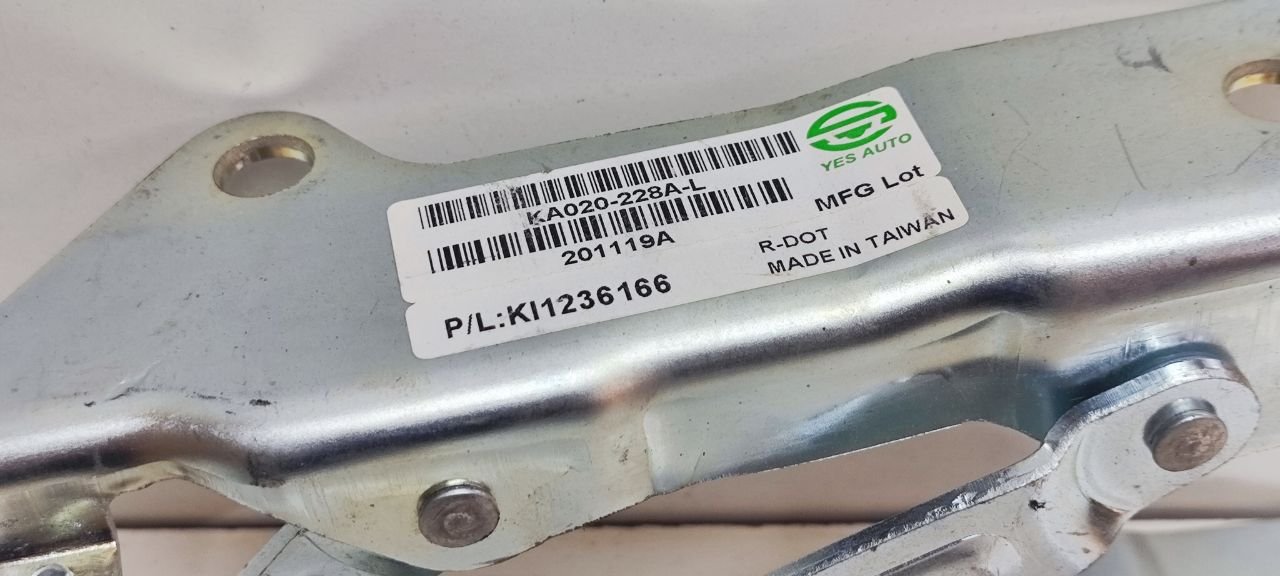 YES AUTO
KA020-228A-L
MFG Lot
201119A
R-DOT
P/L:KI1236166
MADE IN TAIWAN